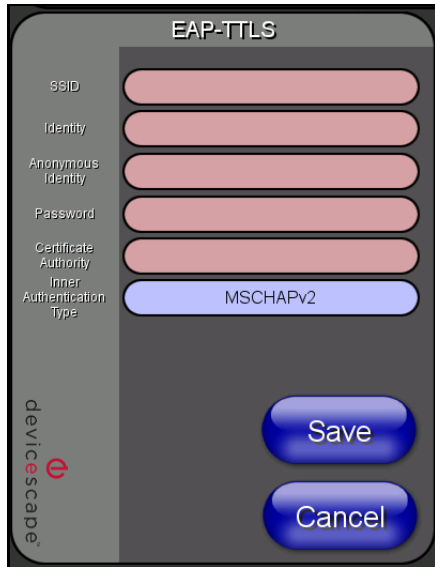 EAP-TTLS
SSID
Identity
Anonymous
Identity
Password
Certificate
Authority
Inner
Authentication
Type
MSCHAPv2
Save
Cancel
devicescape